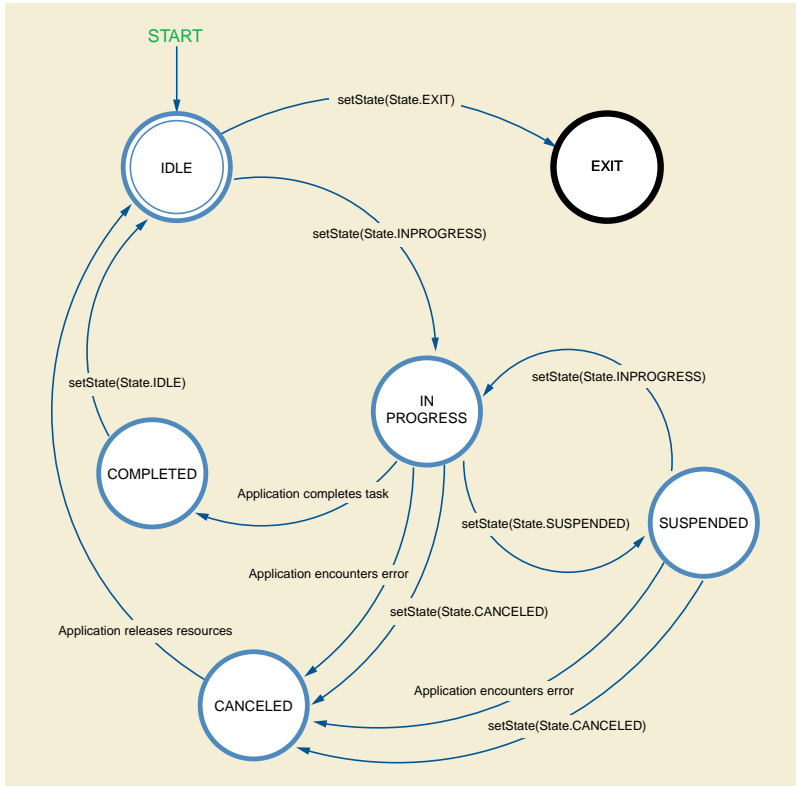 START
setState(State.EXIT)
IDLE
EXIT
setState(State.INPROGRESS)
setState(State.INPROGRESS)
setState(State.IDLE)
IN
PROGRESS
COMPLETED
Application completes task
setState(State.SUSPENDED)
SUSPENDED
Application encounters error
setState(State.CANCELED)
Application releases resources
CANCELED
Application encounters error
setState(State.CANCELED)